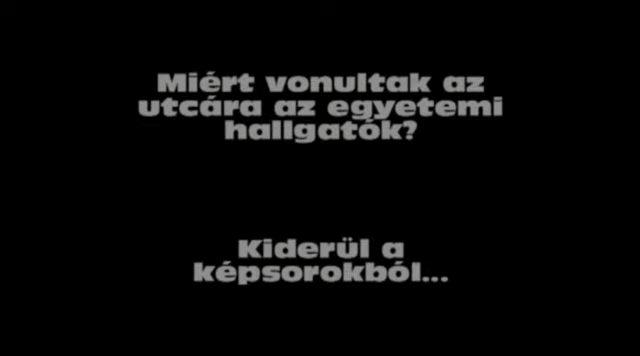 Miért vonultak az
utcára az egyetemi
hallgatók?
Kiderül a
képsorokból...